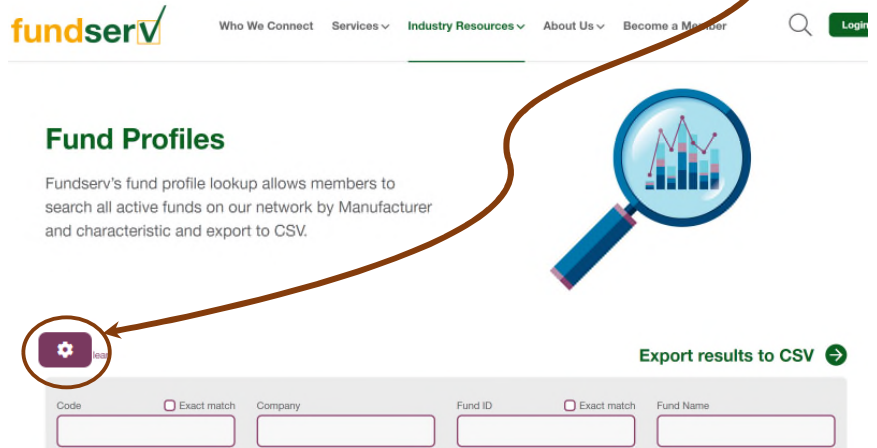 fundserv
Who We Connect Services Industry Resources About Us Become a Member Login
Fund Profiles
Fundserv's fund profile lookup allows members to
search all active funds on our network by Manufacturer
and characteristic and export to CSV.
Export results to CSV
Code Exact match Company Fund ID Exact match Fund Name